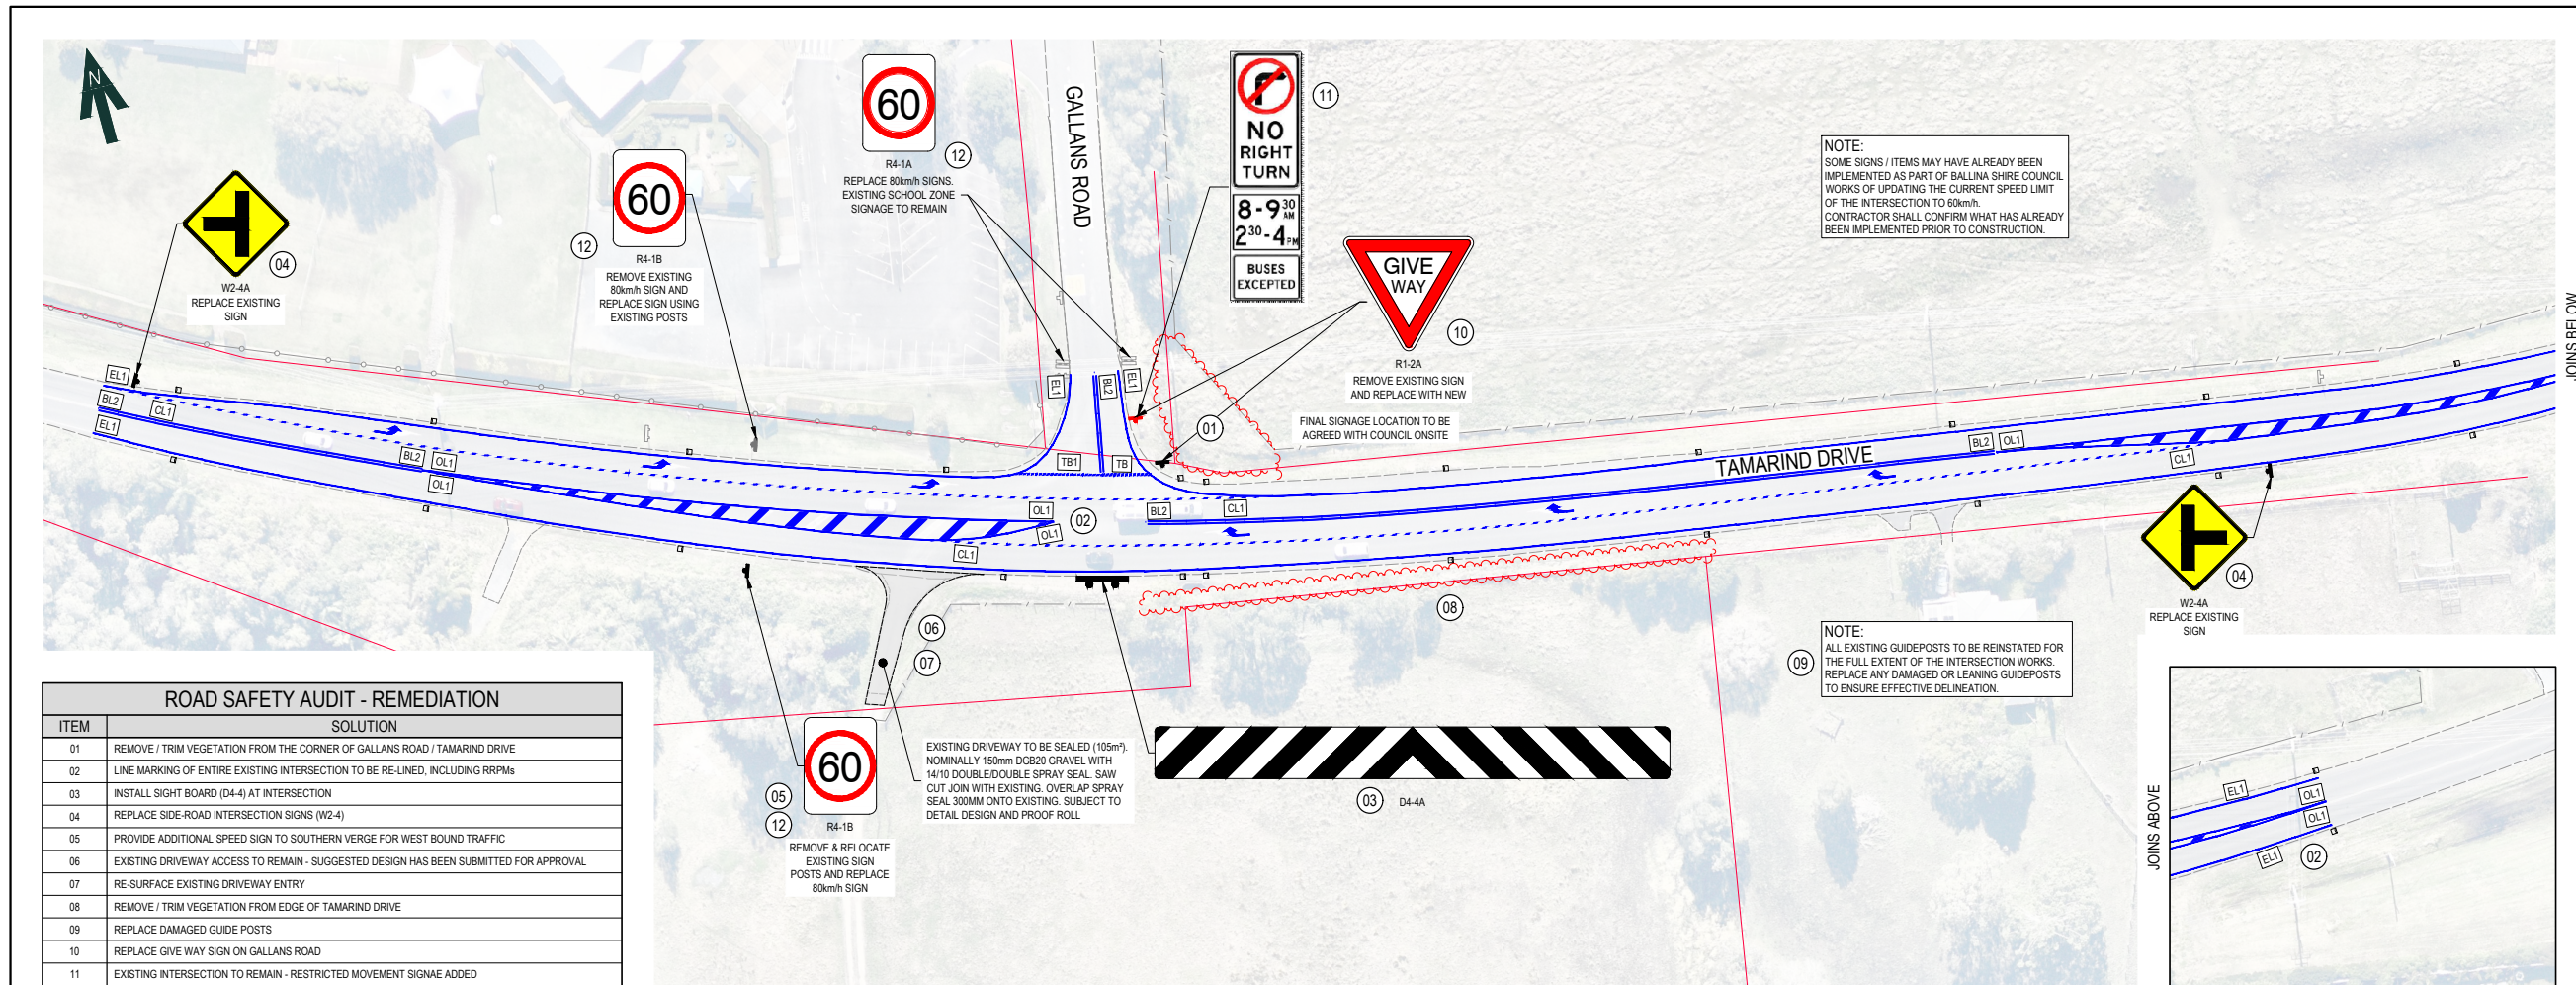 N
W2-4A
REPLACE EXISTING
SIGN
04
60
12
R4-1B
REMOVE EXISTING
80km/h SIGN AND
REPLACE SIGN USING
EXISTING POSTS
60
R4-1A
12
REPLACE 80km/h SIGNS.
EXISTING SCHOOL ZONE
SIGNAGE TO REMAIN
GALLANS ROAD
NO
RIGHT
TURN
8-9 30 AM
2 30 -4 PM
BUSES
EXCEPTED
11
GIVE
WAY
10
R1-2A
REMOVE EXISTING SIGN
AND REPLACE WITH NEW
FINAL SIGNAGE LOCATION TO BE
AGREED WITH COUNCIL ONSITE
NOTE:
SOME SIGNS / ITEMS MAY HAVE ALREADY BEEN
IMPLEMENTED AS PART OF BALLINA SHIRE COUNCIL
WORKS OF UPDATING THE CURRENT SPEED LIMIT
OF THE INTERSECTION TO 60km/h.
CONTRACTOR SHALL CONFIRM WHAT HAS ALREADY
BEEN IMPLEMENTED PRIOR TO CONSTRUCTION.
JOINS BELOW
EL1
BL2
CL1
EL1
BL2
OL1
OL1
EL1
BL2
EL1
01
TB1
TB
OL1
02
OL1
CL1
BL2
CL1
TAMARIND DRIVE
BL2
OL1
CL1
04
W2-4A
REPLACE EXISTING
SIGN
06
07
08
09
NOTE:
ALL EXISTING GUIDEPOSTS TO BE REINSTATED FOR
THE FULL EXTENT OF THE INTERSECTION WORKS.
REPLACE ANY DAMAGED OR LEANING GUIDEPOSTS
TO ENSURE EFFECTIVE DELINEATION.
60
05
12
R4-1B
REMOVE & RELOCATE
EXISTING SIGN
POSTS AND REPLACE
80km/h SIGN
EXISTING DRIVEWAY TO BE SEALED (105m²).
NOMINALLY 150mm DGB20 GRAVEL WITH
14/10 DOUBLE/DOUBLE SPRAY SEAL. SAW
CUT JOIN WITH EXISTING. OVERLAP SPRAY
SEAL 300MM ONTO EXISTING. SUBJECT TO
DETAIL DESIGN AND PROOF ROLL
03
D4-4A
JOINS ABOVE
EL1
OL1
OL1
EL1
02
ROAD SAFETY AUDIT - REMEDIATION
ITEM SOLUTION
01 REMOVE / TRIM VEGETATION FROM THE CORNER OF GALLANS ROAD / TAMARIND DRIVE
02 LINE MARKING OF ENTIRE EXISTING INTERSECTION TO BE RE-LINED, INCLUDING RRPMs
03 INSTALL SIGHT BOARD (D4-4) AT INTERSECTION
04 REPLACE SIDE-ROAD INTERSECTION SIGNS (W2-4)
05 PROVIDE ADDITIONAL SPEED SIGN TO SOUTHERN VERGE FOR WEST BOUND TRAFFIC
06 EXISTING DRIVEWAY ACCESS TO REMAIN - SUGGESTED DESIGN HAS BEEN SUBMITTED FOR APPROVAL
07 RE-SURFACE EXISTING DRIVEWAY ENTRY
08 REMOVE / TRIM VEGETATION FROM EDGE OF TAMARIND DRIVE
09 REPLACE DAMAGED GUIDE POSTS
10 REPLACE GIVE WAY SIGN ON GALLANS ROAD
11 EXISTING INTERSECTION TO REMAIN - RESTRICTED MOVEMENT SIGNAE ADDED